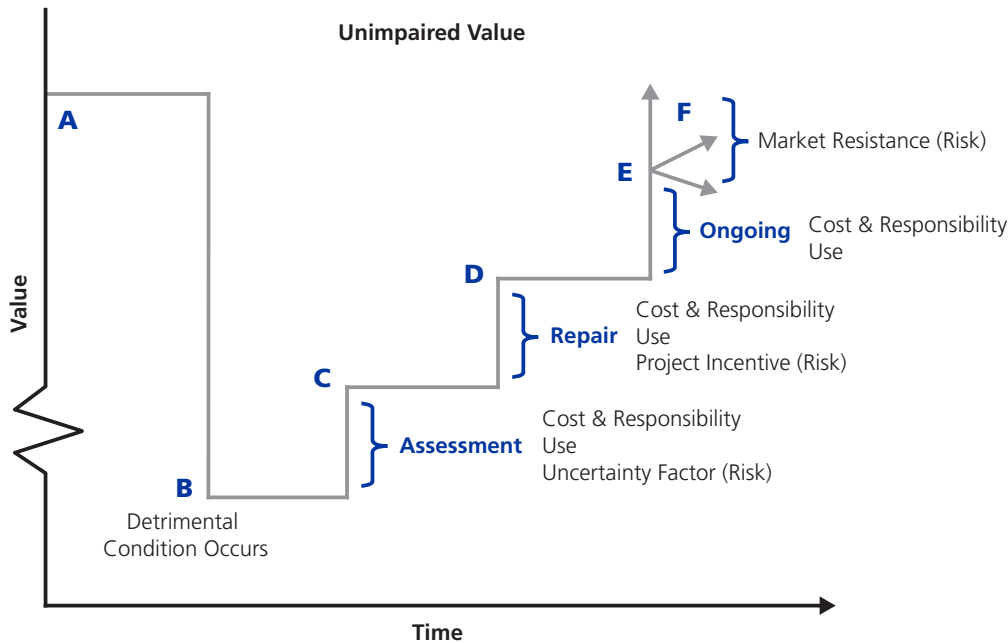 Unimpaired Value
A
F
Market Resistance (Risk)
E
Ongoing
Cost & Responsibility
Use
D
Repair
Cost & Responsibility
Use
Project Incentive (Risk)
Value
C
Assessment
Cost & Responsibility
Use
Uncertainty Factor (Risk)
B
Detrimental
Condition Occurs
Time